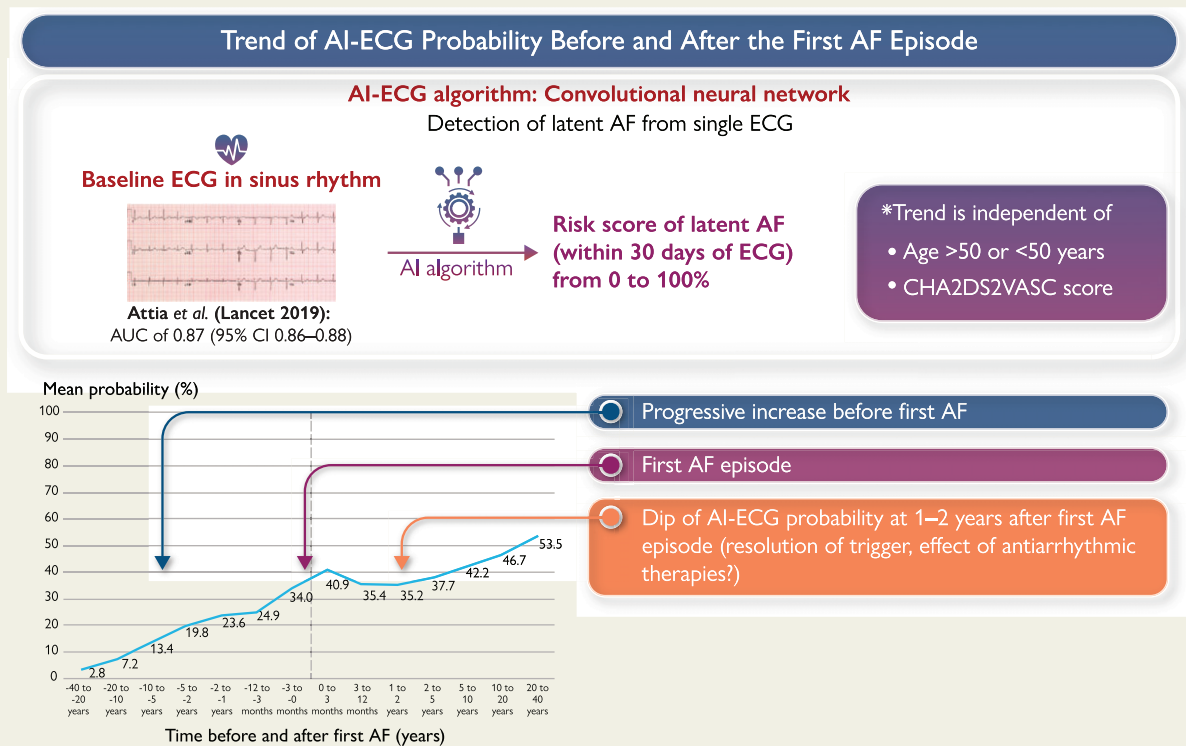 Trend of AI-ECG Probability Before and After the First AF Episode
AI-ECG algorithm: Convolutional neural network
Detection of latent AF from single ECG
Baseline ECG in sinus rhythm
Attia et al. (Lancet 2019):
AUC of 0.87 (95% CI 0.86–0.88)
AI algorithm
Risk score of latent AF
(within 30 days of ECG)
from 0 to 100%
*Trend is independent of
• Age >50 or <50 years
• CHA2DS2VASC score
Mean probability (%)
100
90
80
70
60
50
40
30
20
10
0
2.8
7.2
13.4
19.8
23.6
24.9
34.0
40.9
35.4
35.2
37.7
42.2
46.7
53.5
-40 to
-20
years
-20 to
-10
years
-10 to
-5
years
-5 to
-2
years
-2 to
-1
years
-12 to
-3
months
-3 to
-0
months
0 to
3
months
3 to
12
months
1 to
2
years
2 to
5
years
5 to
10
years
10 to
20
years
20 to
40
years
Time before and after first AF (years)
Progressive increase before first AF
First AF episode
Dip of AI-ECG probability at 1–2 years after first AF
episode (resolution of trigger, effect of antiarrhythmic
therapies?)